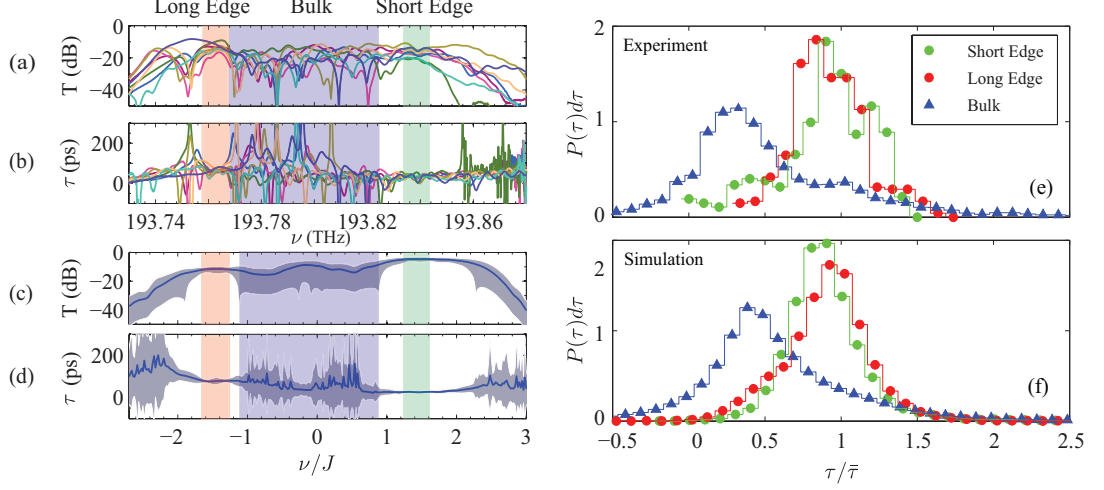 Long Edge Bulk Short Edge
(a)
T (dB)
0
−20
−40
(b)
τ (ps)
200
0
193.74 193.78 193.82 193.86
ν (THz)
(c)
T (dB)
0
−20
−40
(d)
τ (ps)
200
0
−2 −1 0 1 2 3
ν/J
Experiment
Short Edge
Long Edge
Bulk
P(τ)dτ
2
1
0
(e)
Simulation
P(τ)dτ
2
1
0
(f)
−0.5 0 0.5 1 1.5 2 2.5
τ/τ̄